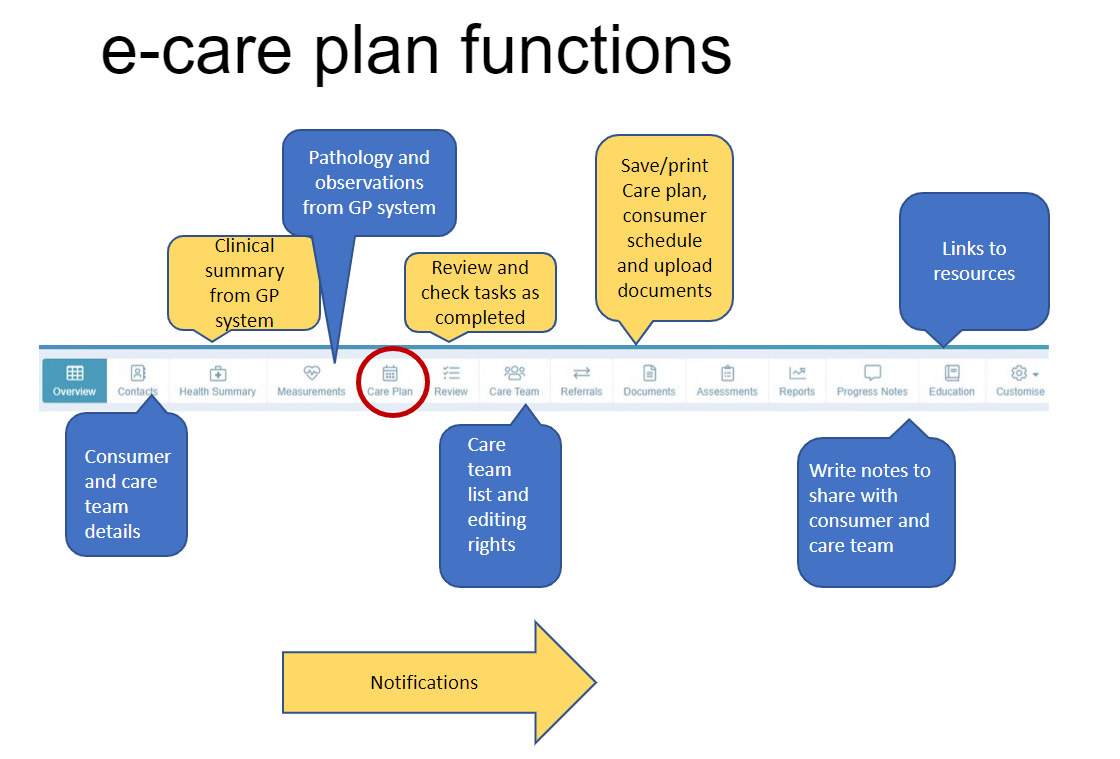 e-care plan functions
Pathology and
observations
from GP system
Save/print
Care plan,
consumer
schedule
and upload
documents
Links to
resources
Clinical
summary
from GP
system
Review and
check tasks as
completed
Overview
Contacts
Health Summary
Measurements
Care Plan
Review
Care Team
Referrals
Documents
Assessments
Reports
Progress Notes
Education
Customise
Consumer
and care
team
details
Care
team
list and
editing
rights
Write notes to
share with
consumer and
care team
Notifications